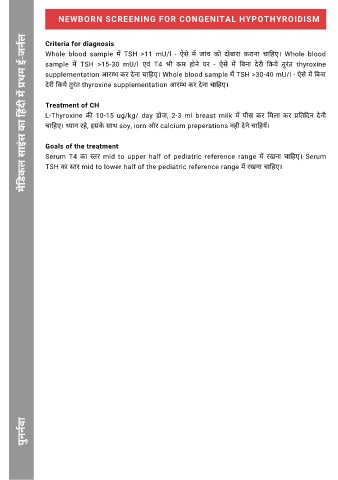 NEWBORN SCREENING FOR CONGENITAL HYPOTHYROIDISM
Criteria for diagnosis
Whole blood sample में TSH >11 mU/l - ऐसे में जांच को दोबारा करना चाहिए। Whole blood
sample में TSH >15-30 mU/l एवं T4 भी कम होने पर - ऐसे में बिना देरी किये तुरंत thyroxine
supplementation आरम्भ कर देना चाहिए। Whole blood sample में TSH >30-40 mU/l - ऐसे में बिना
देरी किये तुरंत thyroxine supplementation आरम्भ कर देना चाहिए।
Treatment of CH
L-Thyroxine की 10-15 ug/kg/ day डोज, 2-3 ml breast milk में पीस कर मिला कर प्रतिदिन देनी
चाहिए। ध्यान रहे, इसके साथ soy, iorn और calcium preperations नही देने चाहियें।
Goals of the treatment
Serum T4 का स्तर mid to upper half of pediatric reference range में रखना चाहिए। Serum
TSH का स्तर mid to lower half of the pediatric reference range में रखना चाहिए।
मेडिकल साइंस का हिंदी में प्रथम ई-जर्नल
पुनर्नवा